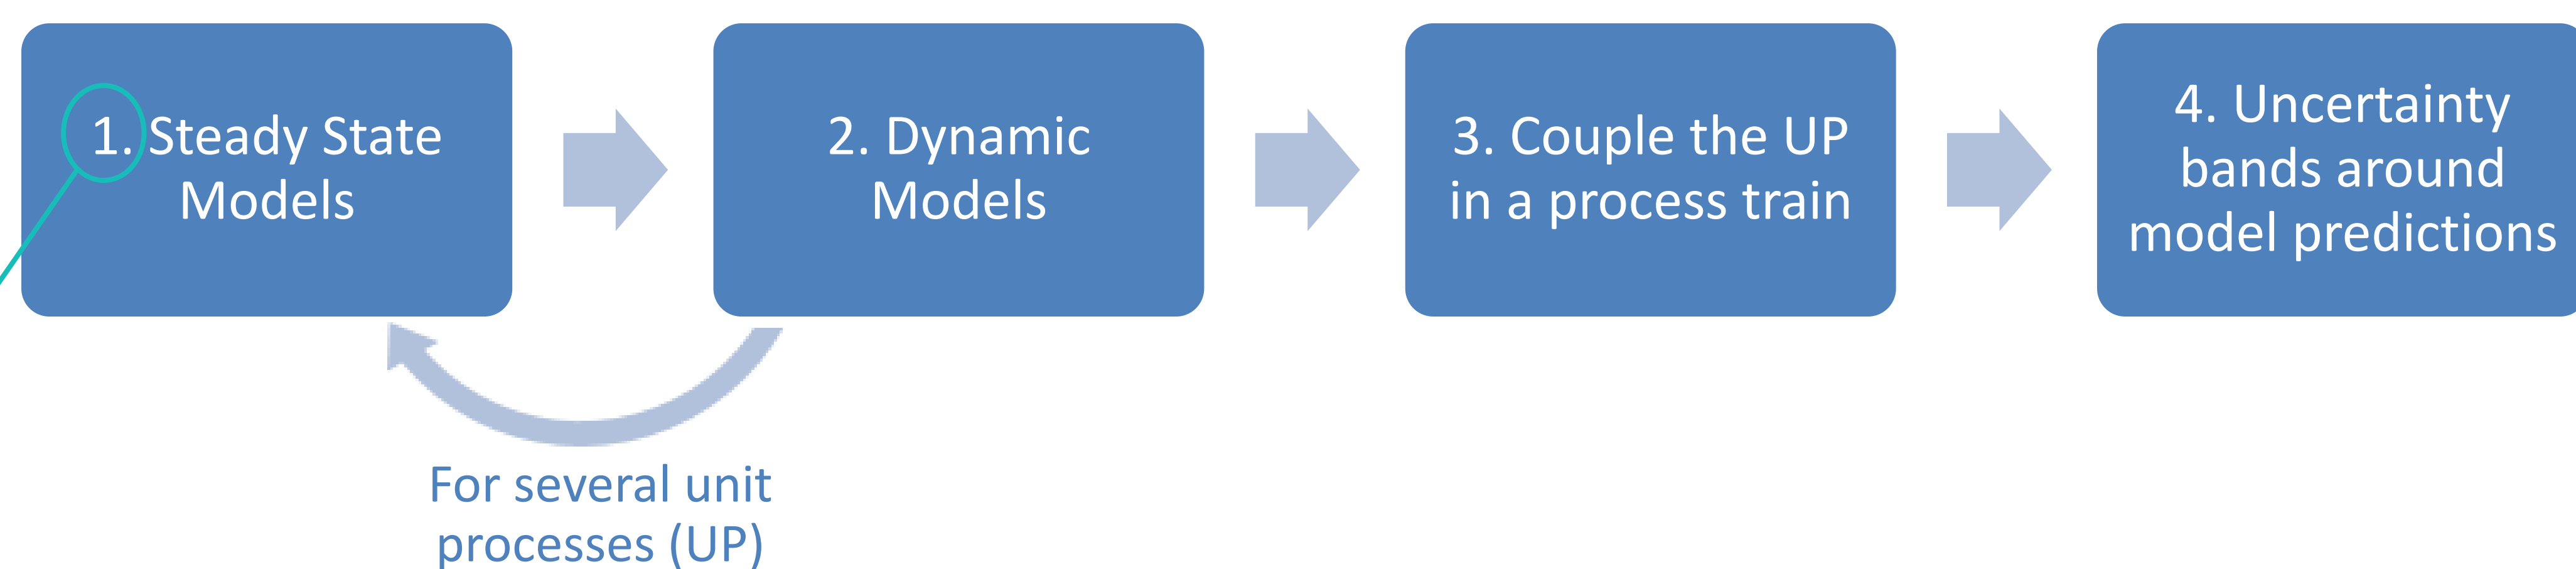 1. Steady State
Models
2. Dynamic
Models
3. Couple the UP
in a process train
4. Uncertainty
bands around
model predictions
For several unit
processes (UP)